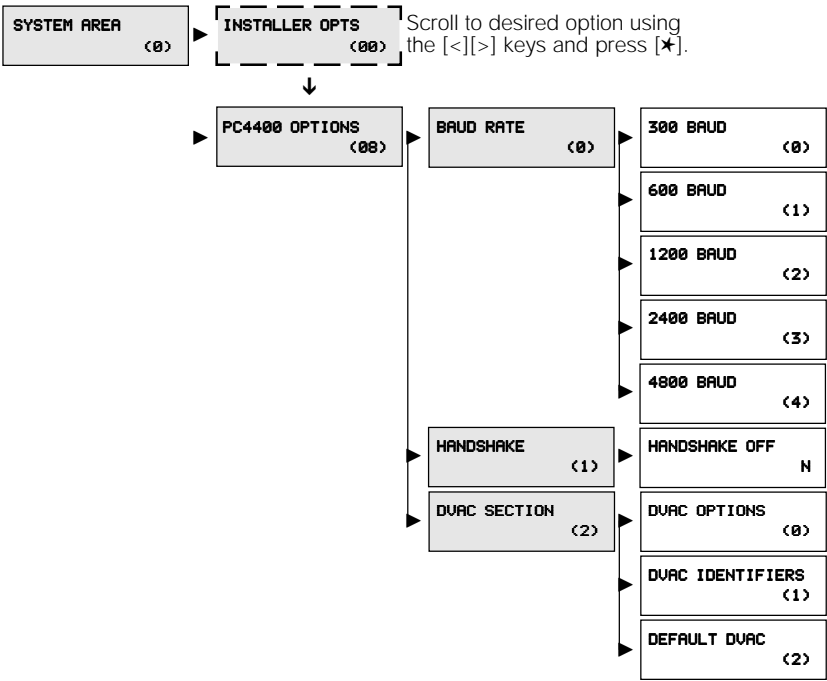 SYSTEM AREA
(0)
INSTALLER OPTS
(00)
Scroll to desired option using
the [<][>] keys and press [✶].
PC4400 OPTIONS
(08)
BAUD RATE
(0)
300 BAUD
(0)
600 BAUD
(1)
1200 BAUD
(2)
2400 BAUD
(3)
4800 BAUD
(4)
HANDSHAKE
(1)
HANDSHAKE OFF
N
DVAC SECTION
(2)
DVAC OPTIONS
(0)
DVAC IDENTIFIERS
(1)
DEFAULT DVAC
(2)